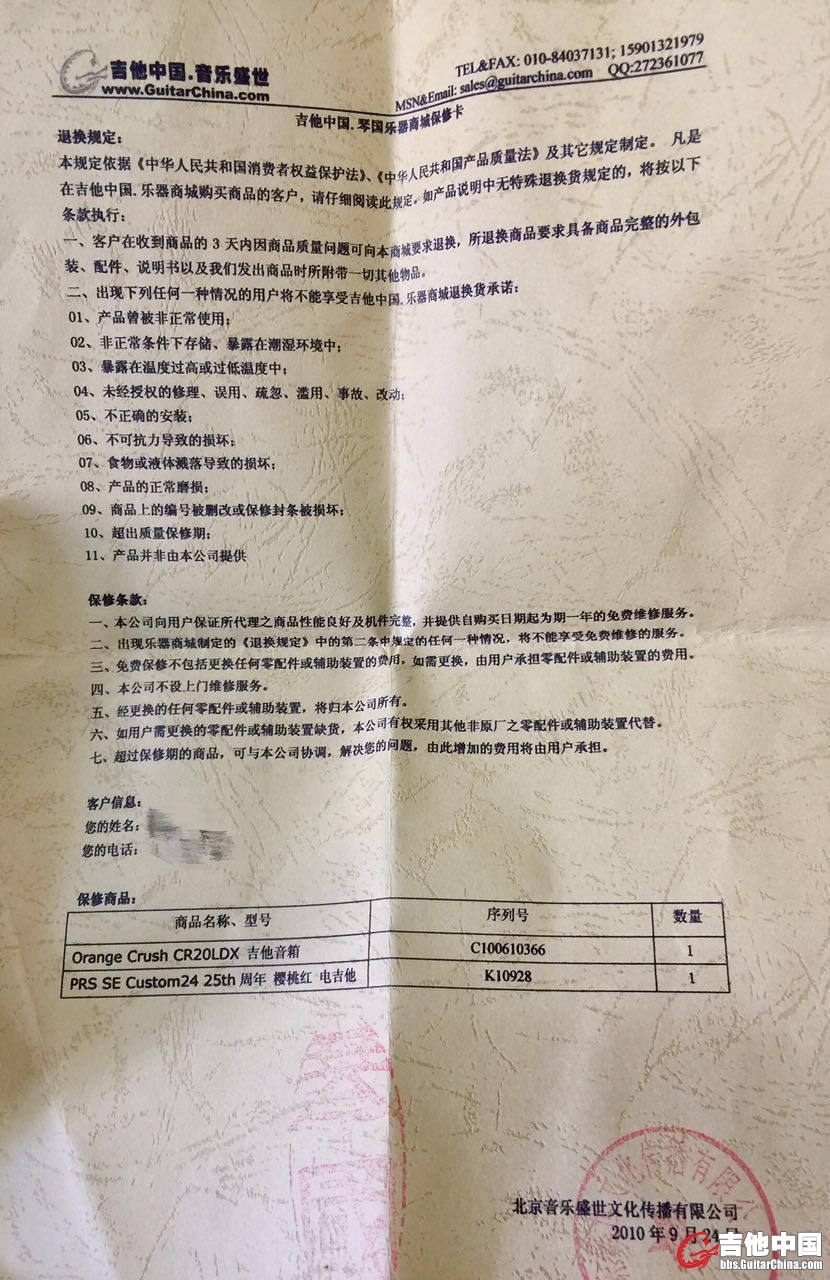 吉他中国.音乐盛世
www.GuitarChina.com
TEL&FAX: 010-84037131; 15901321979
MSN&Email: sales@guitarchina.com QQ:272361077
吉他中国.琴国乐器商城保修卡
退换规定：
本规定依据《中华人民共和国消费者权益保护法》、《中华人民共和国产品质量法》及其它规定制定。 凡是
在吉他中国.乐器商城购买商品的客户，请仔细阅读此规定。如产品说明中无特殊退换货规定的，将按以下
条款执行：
一、客户在收到商品的 3 天内因商品质量问题可向本商城要求退换，所退换商品要求具备商品完整的外包
装、配件、说明书以及我们发出商品时所附带一切其他物品。
二、出现下列任何一种情况的用户将不能享受吉他中国.乐器商城退换货承诺：
01、产品曾被非正常使用；
02、非正常条件下存储、暴露在潮湿环境中；
03、暴露在温度过高或过低温度中；
04、未经授权的修理、误用、疏忽、滥用、事故、改动；
05、不正确的安装；
06、不可抗力导致的损坏；
07、食物或液体溅落导致的损坏；
08、产品的正常磨损；
09、商品上的编号被删改或保修封条被损坏；
10、超出质量保修期；
11、产品并非由本公司提供
保修条款：
一、本公司向用户保证所代理之商品性能良好及机件完整，并提供自购买日期起为期一年的免费维修服务。
二、出现乐器商城制定的《退换规定》中的第二条中规定的任何一种情况，将不能享受免费维修的服务。
三、免费保修不包括更换任何零配件或辅助装置的费用，如需更换，由用户承担零配件或辅助装置的费用。
四、本公司不设上门维修服务。
五、经更换的任何零配件或辅助装置，将归本公司所有。
六、如用户需更换的零配件或辅助装置缺货，本公司有权采用其他非原厂之零配件或辅助装置代替。
七、超过保修期的商品，可与本公司协调，解决您的问题，由此增加的费用将由用户承担。
客户信息：
您的姓名：
您的电话：
保修商品：
商品名称、型号 序列号 数量
Orange Crush CR20LDX 吉他音箱 C100610366 1
PRS SE Custom24 25th 周年 樱桃红 电吉他 K10928 1
文化传播有限公
北京音乐盛世文化传播有限公司
2010 年 9 月 24 日
吉他中国
bbs.GuitarChina.com